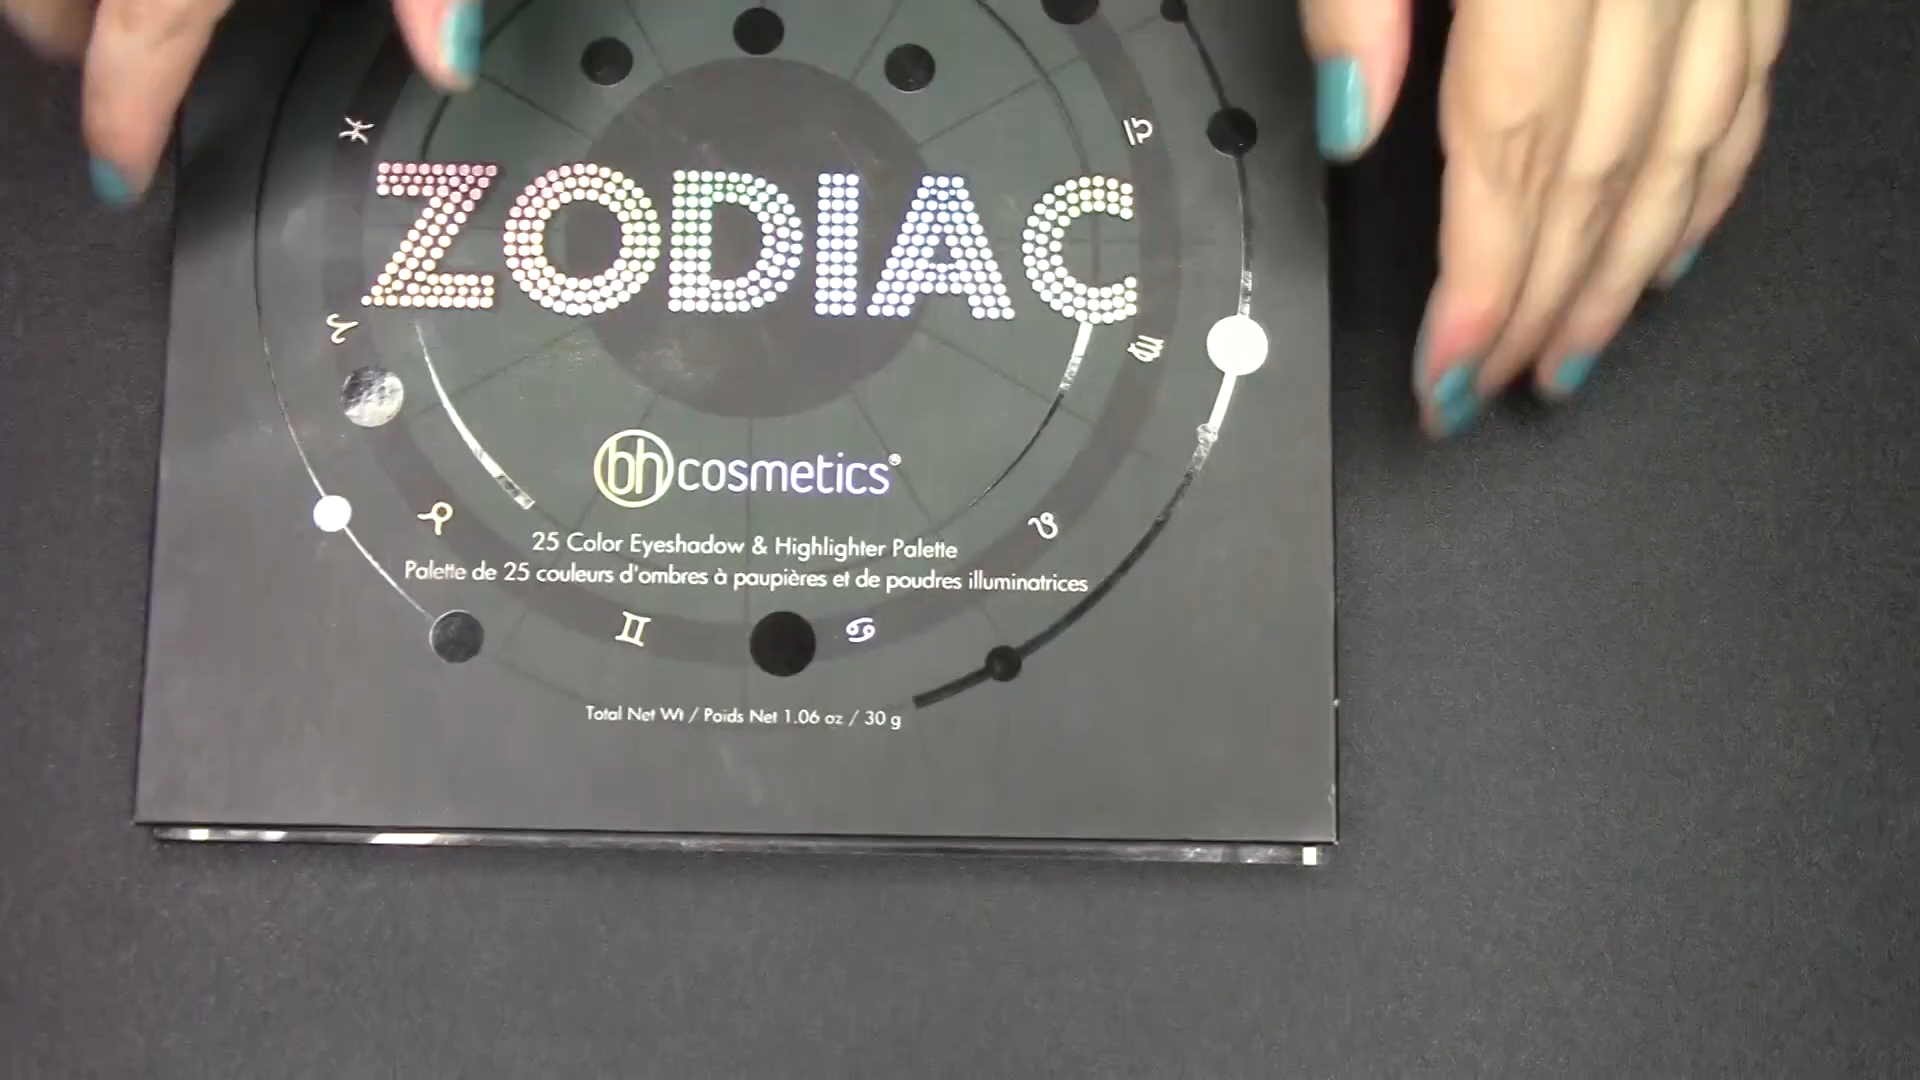 ZODIAC
bh cosmetics®
25 Color Eyeshadow & Highlighter Palette
Palette de 25 couleurs d'ombres à paupières et de poudres illuminatrices
Total Net Wt / Poids Net 1.06 oz / 30 g